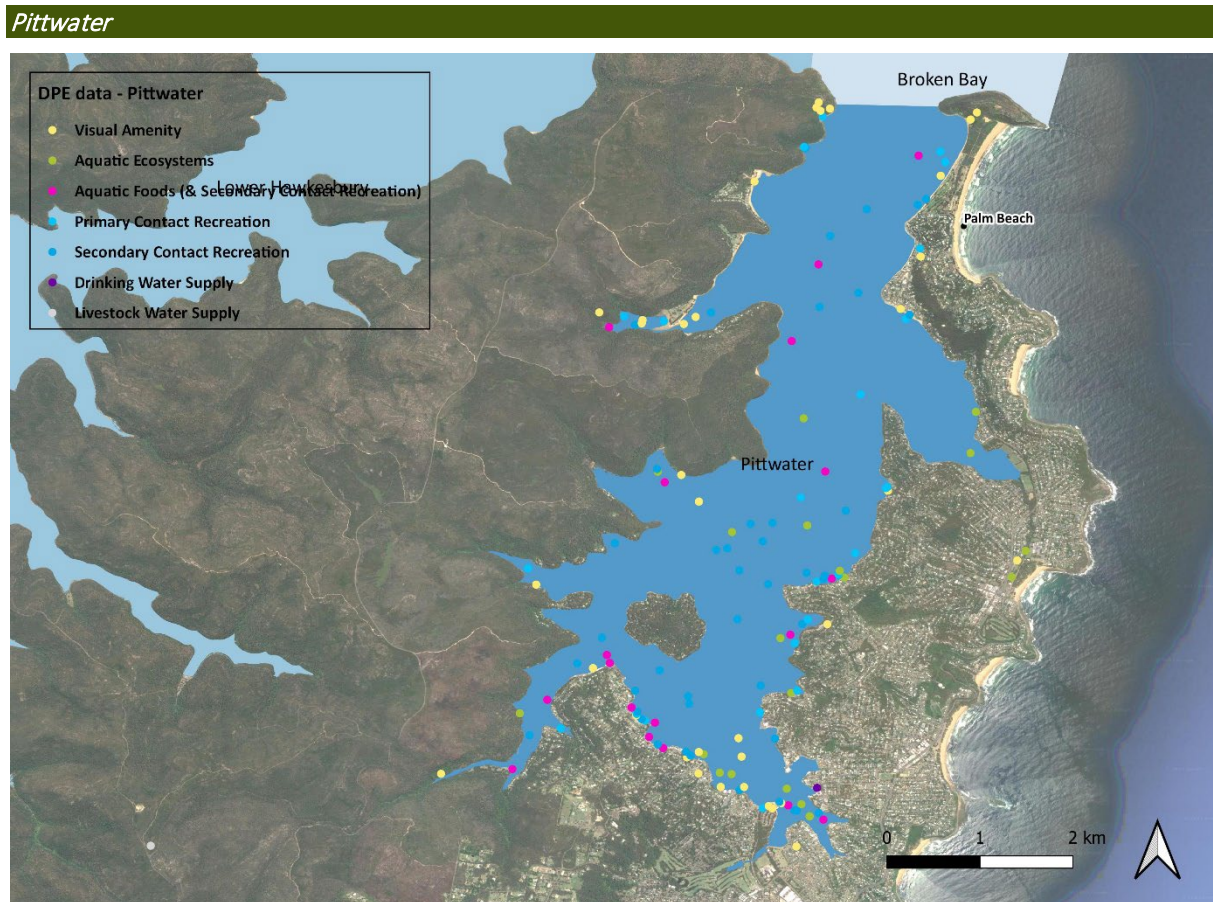 Pittwater
Broken Bay
DPE data - Pittwater
Visual Amenity
Aquatic Ecosystems
Aquatic Foods (& Secondary Contact Recreation)
Lower Hawkesbury
Primary Contact Recreation
Secondary Contact Recreation
Drinking Water Supply
Livestock Water Supply
Palm Beach
Pittwater
0 1 2 km